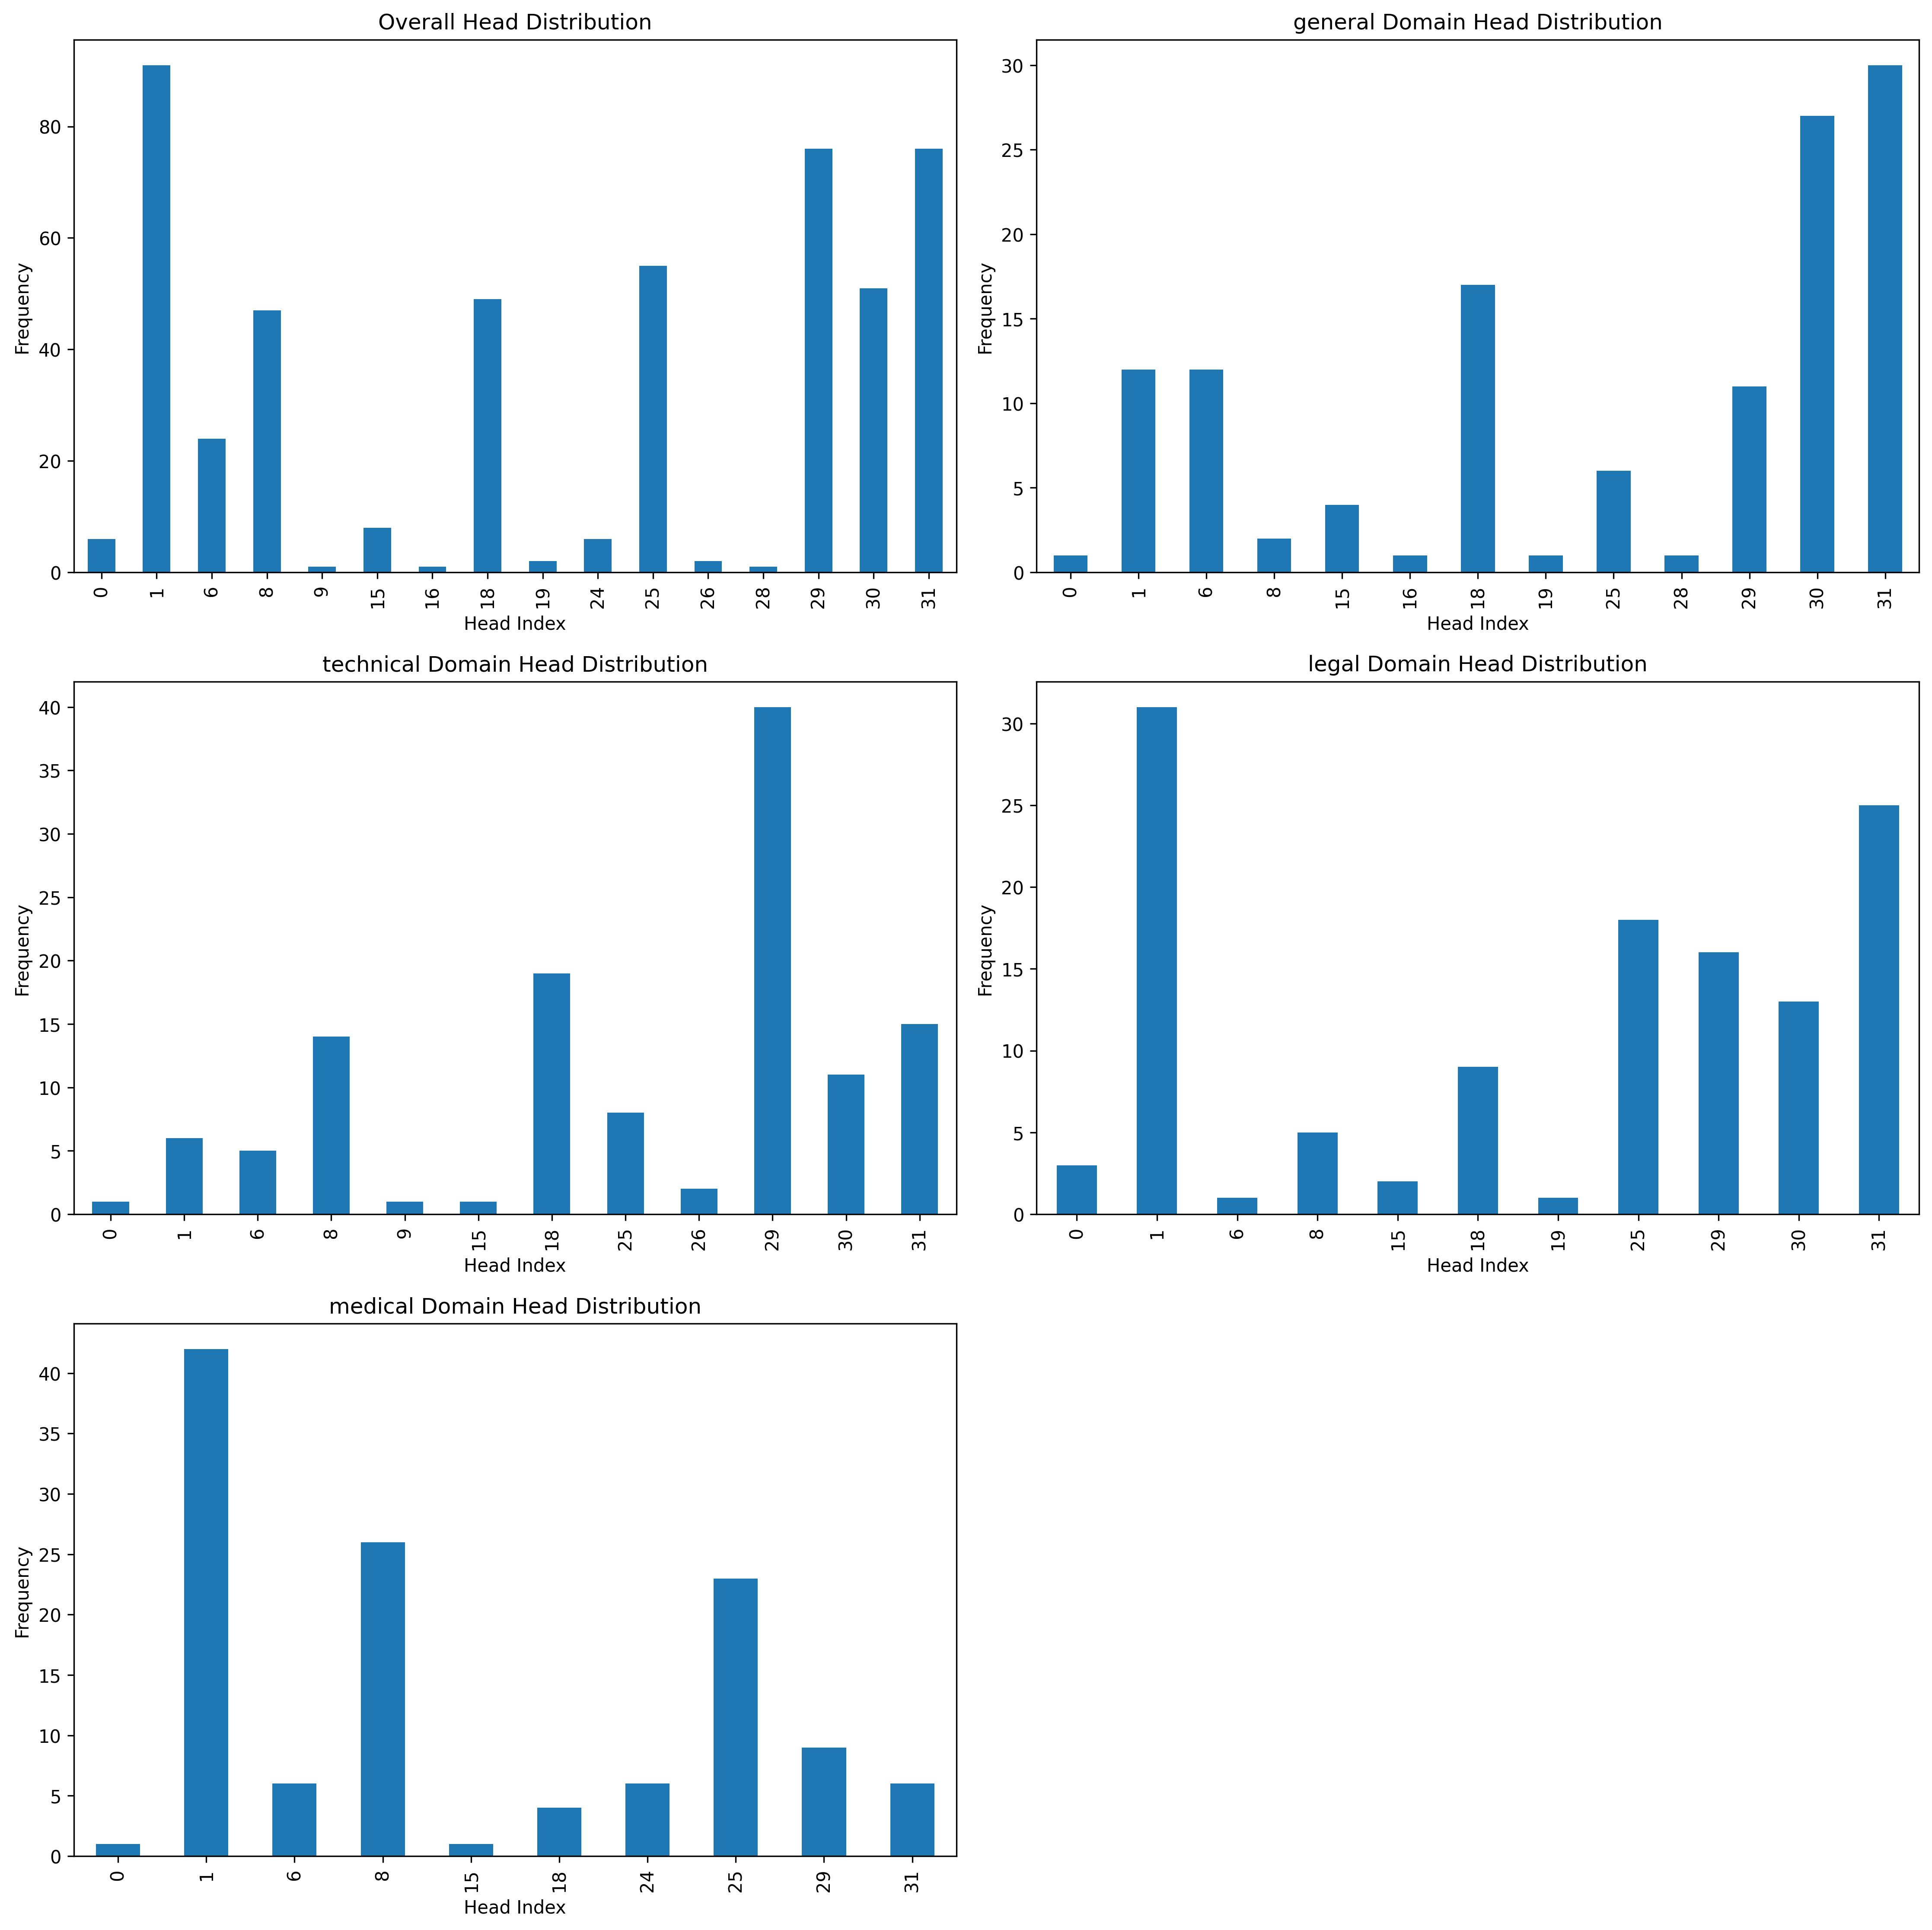 Overall Head Distribution
Frequency
80
60
40
20
0
0 1 6 8 9 15 16 18 19 24 25 26 28 29 30 31
Head Index
general Domain Head Distribution
Frequency
30
25
20
15
10
5
0
0 1 6 8 15 16 18 19 25 28 29 30 31
Head Index
technical Domain Head Distribution
Frequency
40
35
30
25
20
15
10
5
0
0 1 6 8 9 15 18 25 26 29 30 31
Head Index
legal Domain Head Distribution
Frequency
30
25
20
15
10
5
0
0 1 6 8 15 18 19 25 29 30 31
Head Index
medical Domain Head Distribution
Frequency
40
35
30
25
20
15
10
5
0
0 1 6 8 15 18 24 25 29 31
Head Index